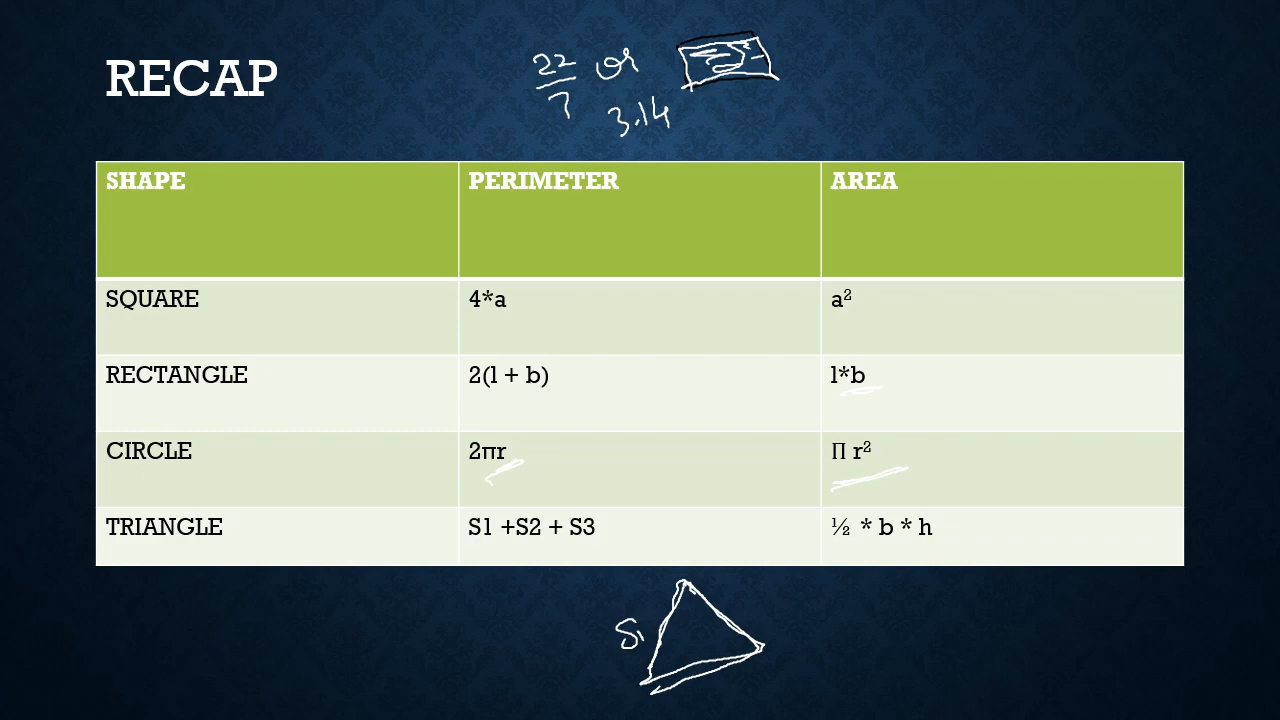 RECAP
22 or
7 3.14
SHAPE PERIMETER AREA
SQUARE 4*a a²
RECTANGLE 2(l + b) l*b
CIRCLE 2πr Π r²
TRIANGLE S1 +S2 + S3 ½ * b * h
S1